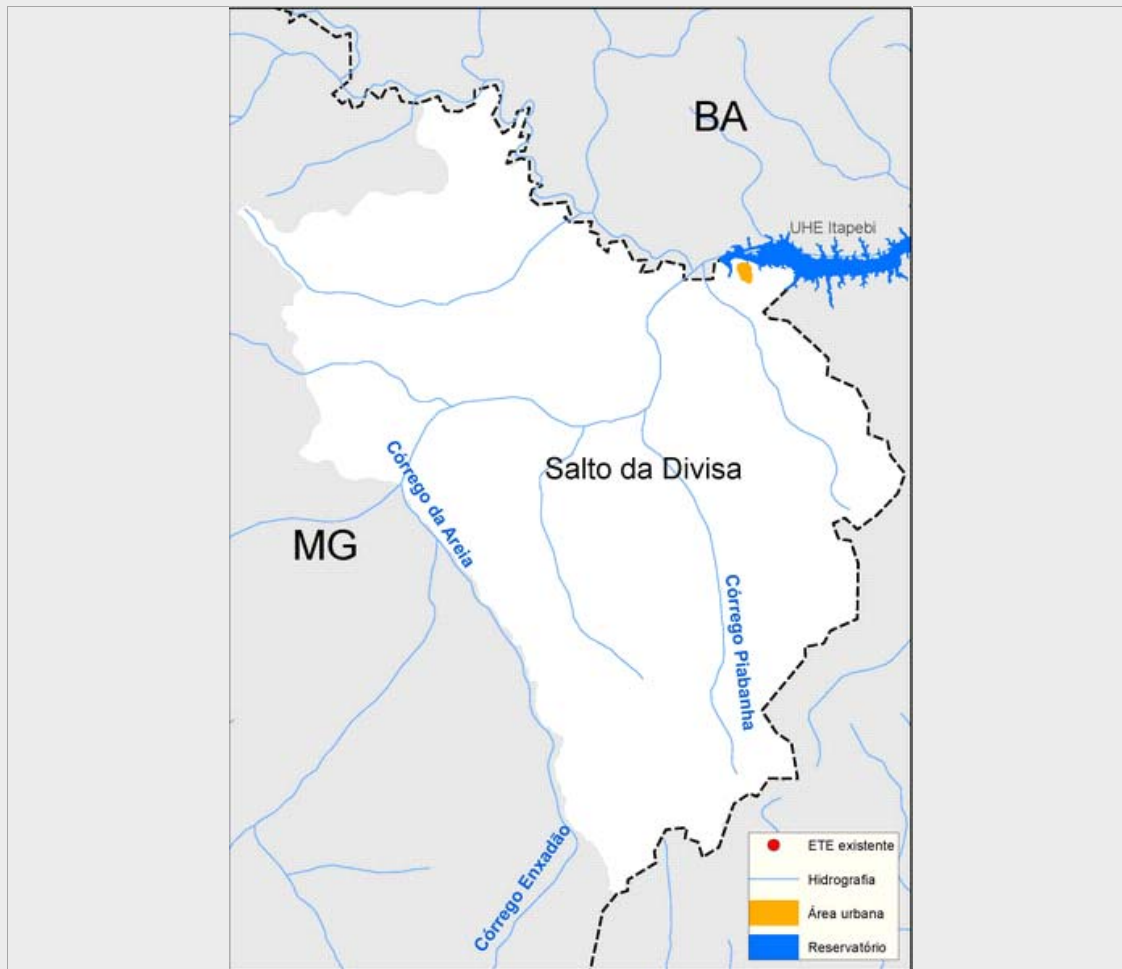 BA
UHE Itapebi
Salto da Divisa
Córrego da Areia
MG
Córrego Piabanha
Córrego Enxadão
ETE existente
Hidrografia
Área urbana
Reservatório